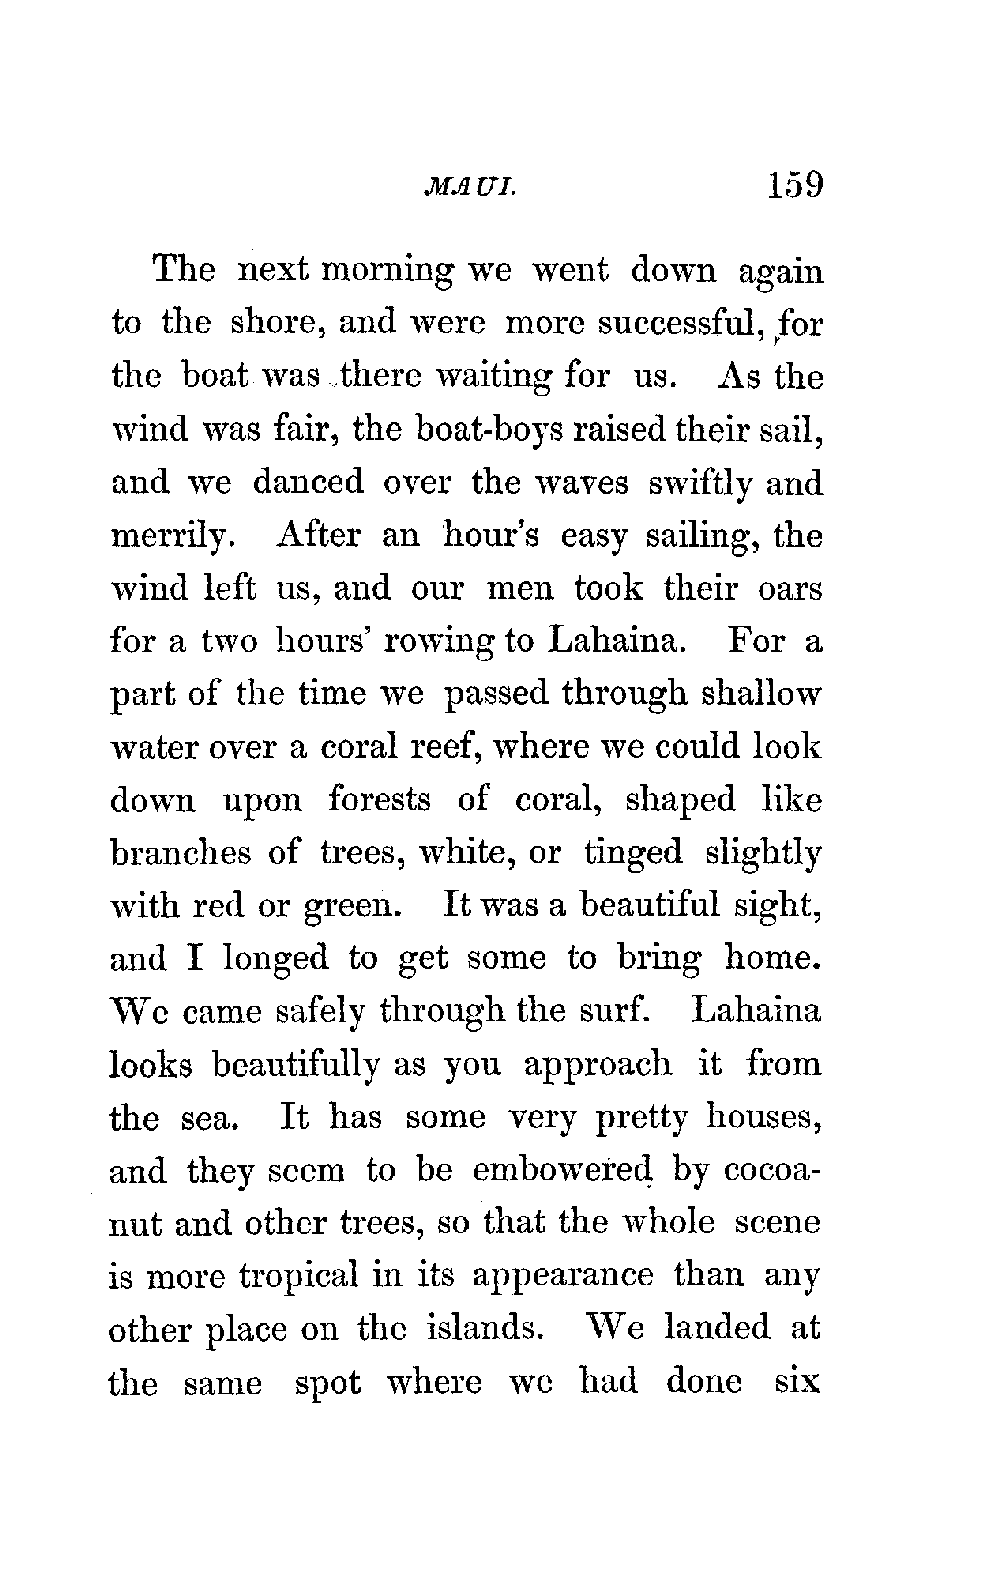 MAUI. 159
The next morning we went down again
to the shore, and were more successful, for
the boat was there waiting for us. As the
wind was fair, the boat-boys raised their sail,
and we danced over the waves swiftly and
merrily. After an hour's easy sailing, the
wind left us, and our men took their oars
for a two hours' rowing to Lahaina. For a
part of the time we passed through shallow
water over a coral reef, where we could look
down upon forests of coral, shaped like
branches of trees, white, or tinged slightly
with red or green. It was a beautiful sight,
and I longed to get some to bring home.
We came safely through the surf. Lahaina
looks beautifully as you approach it from
the sea. It has some very pretty houses,
and they seem to be embowered by cocoa-
nut and other trees, so that the whole scene
is more tropical in its appearance than any
other place on the islands. We landed at
the same spot where we had done six